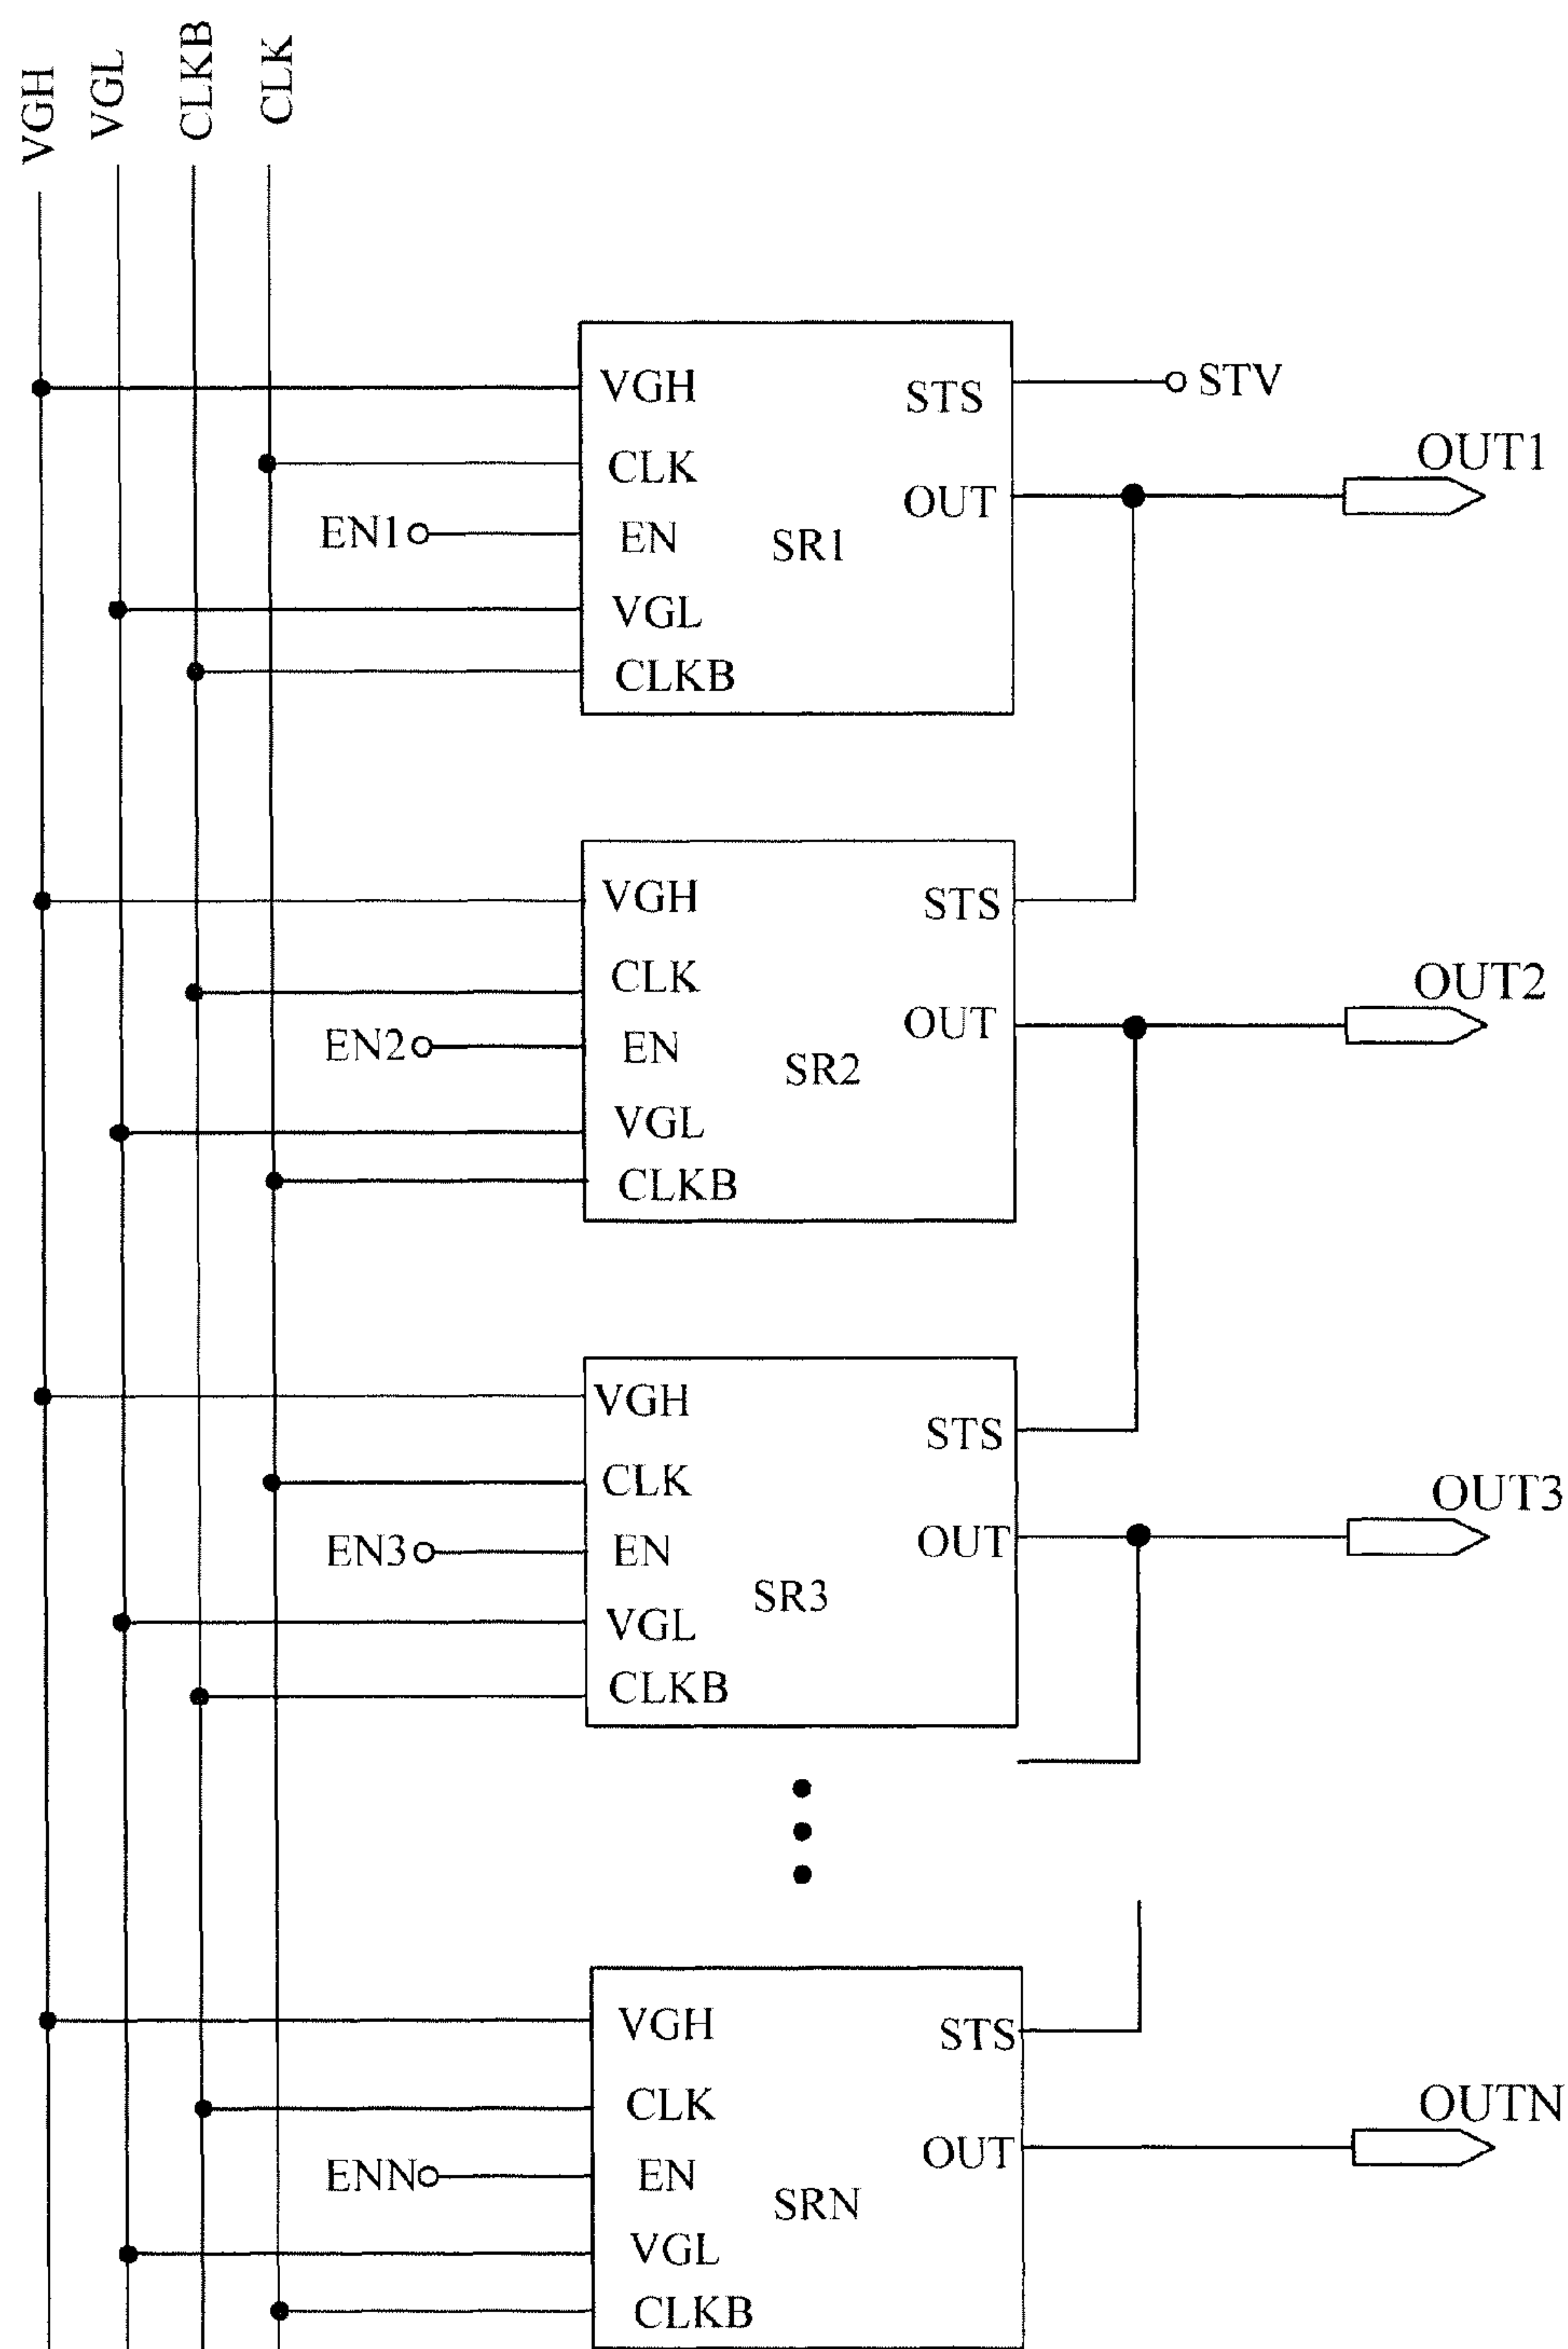 VGH
VGL
CLKB
CLK
VGH
STS
STV
CLK
OUT
OUT1
EN1
EN
SR1
VGL
CLKB
VGH
STS
CLK
OUT
OUT2
EN2
EN
SR2
VGL
CLKB
VGH
STS
CLK
OUT
OUT3
EN3
EN
SR3
VGL
CLKB
VGH
STS
CLK
OUT
OUTN
ENN
EN
SRN
VGL
CLKB